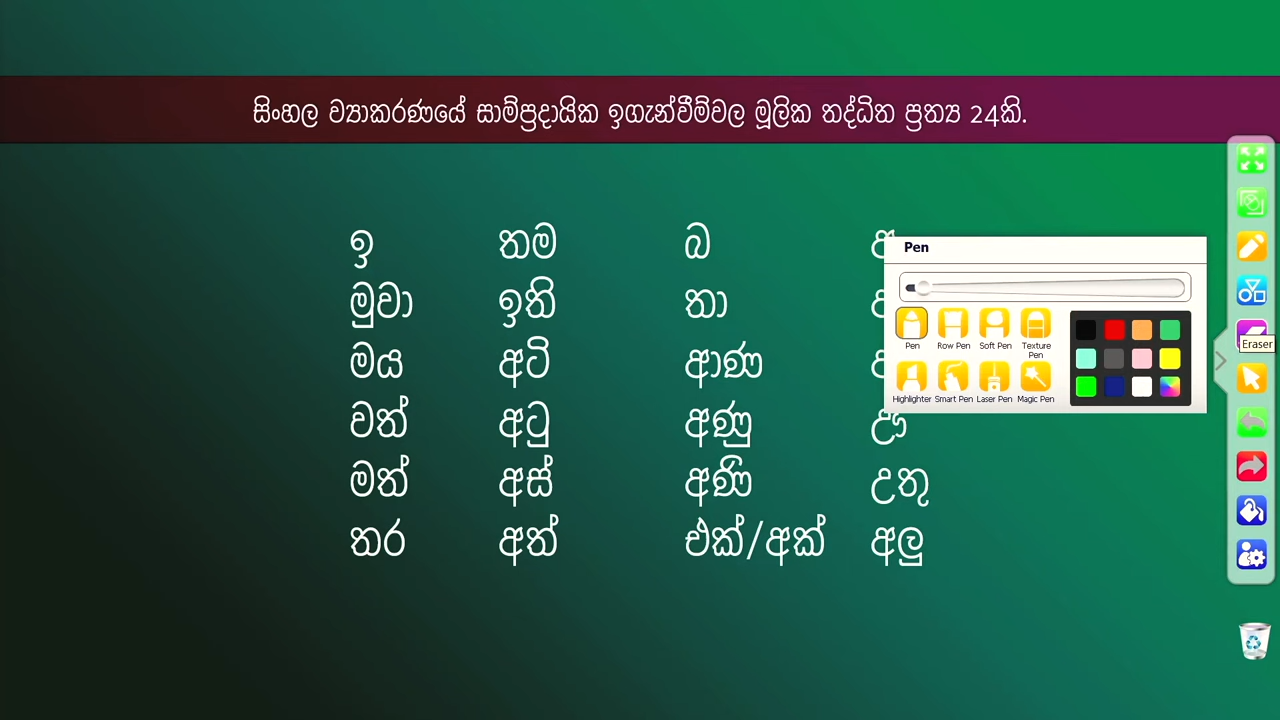 සිංහල ව්‍යාකරණයේ සාම්ප්‍රදායික ඉගැන්වීම්වල මූලික තද්ධිත ප්‍රත්‍ය 24කි.
ඉ තම බ
මුවා ඉති තා
මය අටි ආණ
වත් අටු අණු ඌ
මත් අස් අණි උතු
තර අත් එක්/අක් අලු
Pen
Pen Row Pen Soft Pen Texture Pen
Highlighter Smart Pen Laser Pen Magic Pen
Eraser